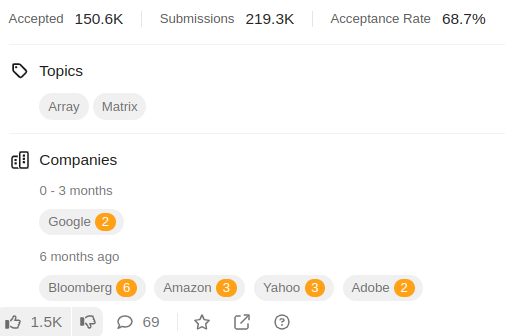 Accepted 150.6K Submissions 219.3K Acceptance Rate 68.7%
Topics
Array Matrix
Companies
0 - 3 months
Google 2
6 months ago
Bloomberg 6 Amazon 3 Yahoo 3 Adobe 2
1.5K 69